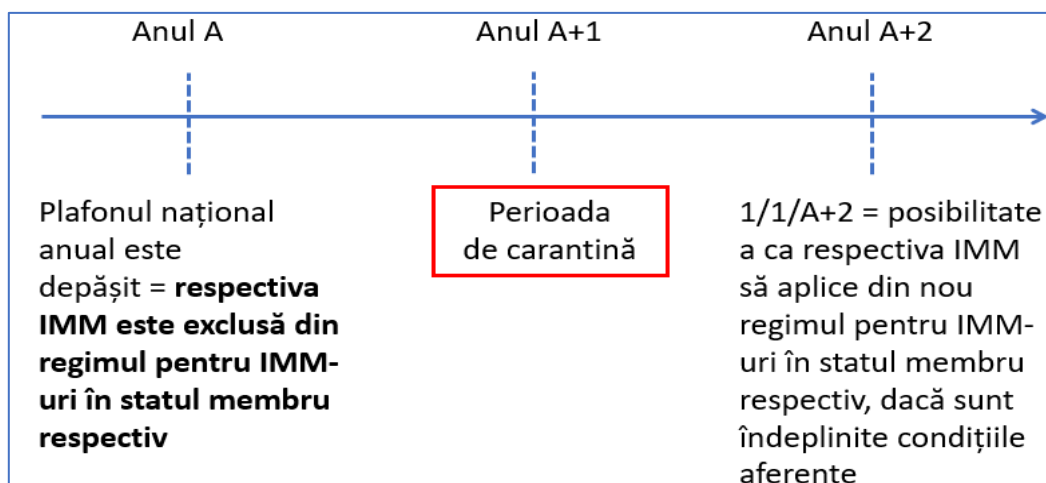 Anul A
Anul A+1
Anul A+2
Plafonul național
anual este
depășit = respectiva
IMM este exclusă din
regimul pentru IMM-
uri în statul membru
respectiv
Perioada
de carantină
1/1/A+2 = posibilitate
a ca respectiva IMM
să aplice din nou
regimul pentru IMM-
uri în statul membru
respectiv, dacă sunt
îndeplinite condițiile
aferente